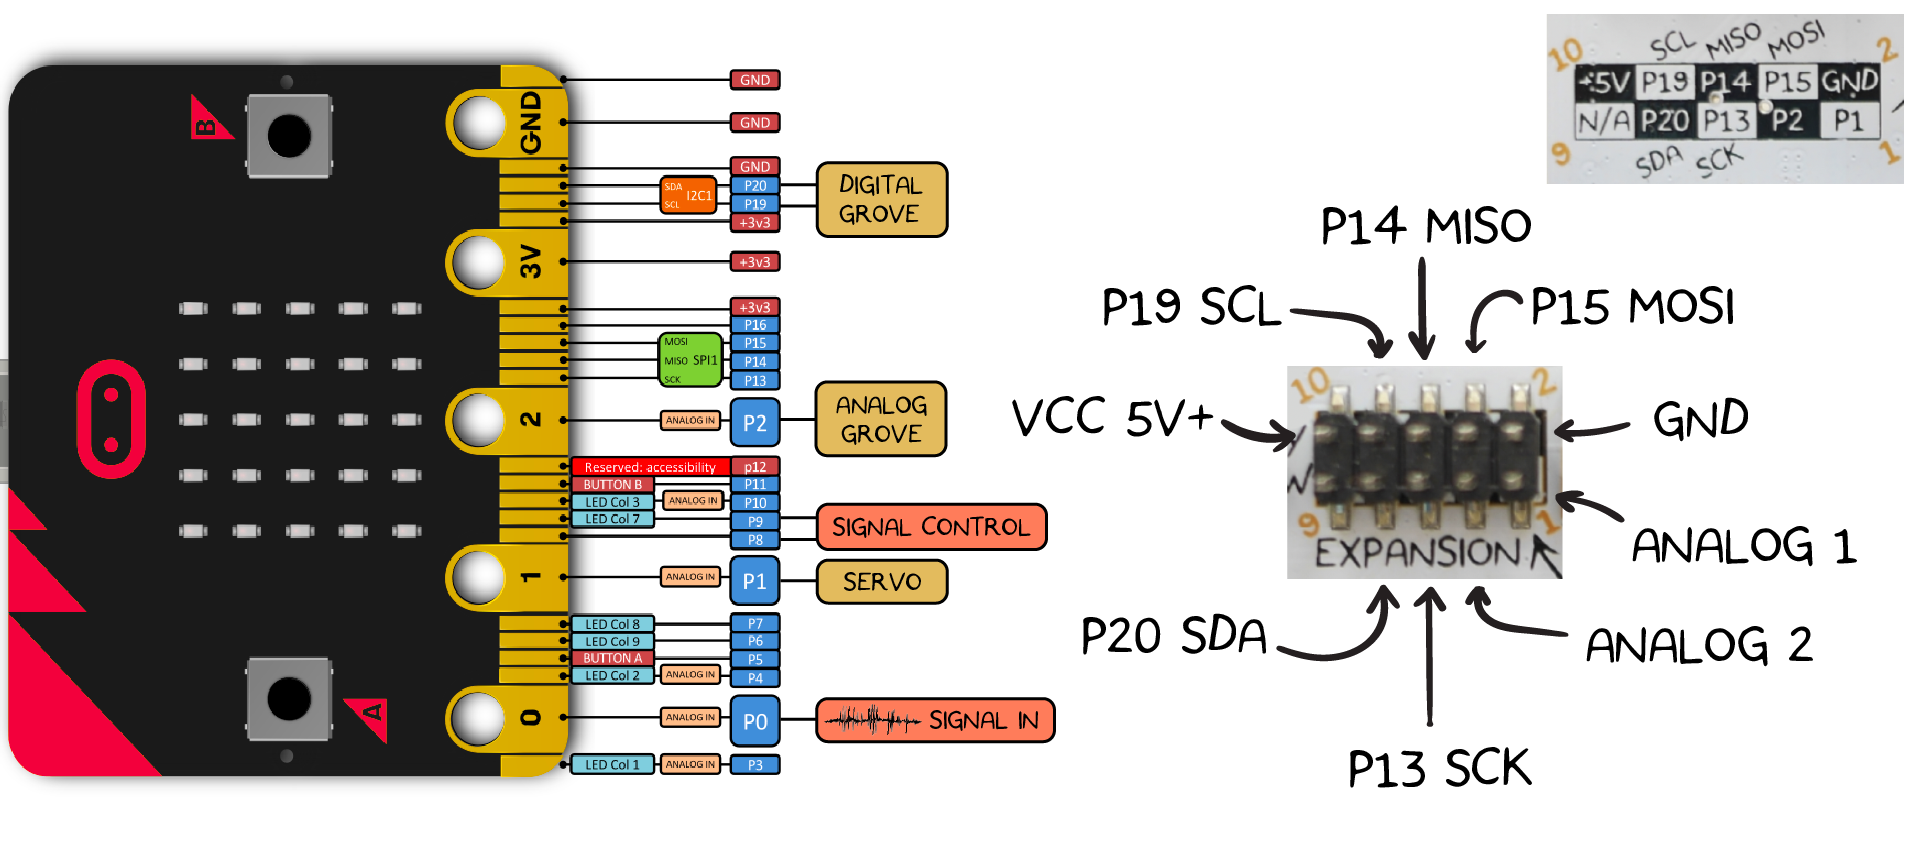 B
GND
3V
2
1
0
A
GND
GND
GND
SDA
SCL
I2C1
P20
P19
+3v3
DIGITAL
GROVE
+3v3
+3v3
P16
MOSI
MISO SPI1
SCK
P15
P14
P13
ANALOG IN
P2
ANALOG
GROVE
Reserved: accessibility p12
BUTTON B P11
LED Col 3 ANALOG IN P10
LED Col 7 P9
P8
SIGNAL CONTROL
ANALOG IN P1
SERVO
LED Col 8 P7
LED Col 9 P6
BUTTON A P5
LED Col 2 ANALOG IN P4
ANALOG IN P0
SIGNAL IN
LED Col 1 ANALOG IN P3
10 SCL MISO MOSI 2
+5V P19 P14 P15 GND
N/A P20 P13 P2 P1
9 SDA SCK 1
P14 MISO
P19 SCL
P15 MOSI
10 2
VCC 5V+
GND
9 1
EXPANSION
ANALOG 1
P20 SDA
ANALOG 2
P13 SCK